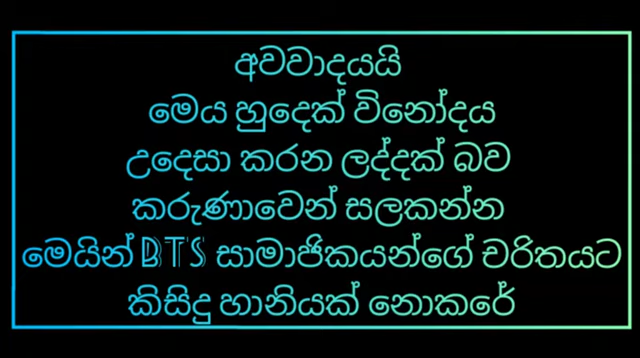 අවවාදයයි
මෙය හුදෙක් විනෝදය
උදෙසා කරන ලද්දක් බව
කරුණාවෙන් සලකන්න
මෙයින් BTS සාමාජිකයන්ගේ චරිතයට
කිසිදු හානියක් නොකරේ